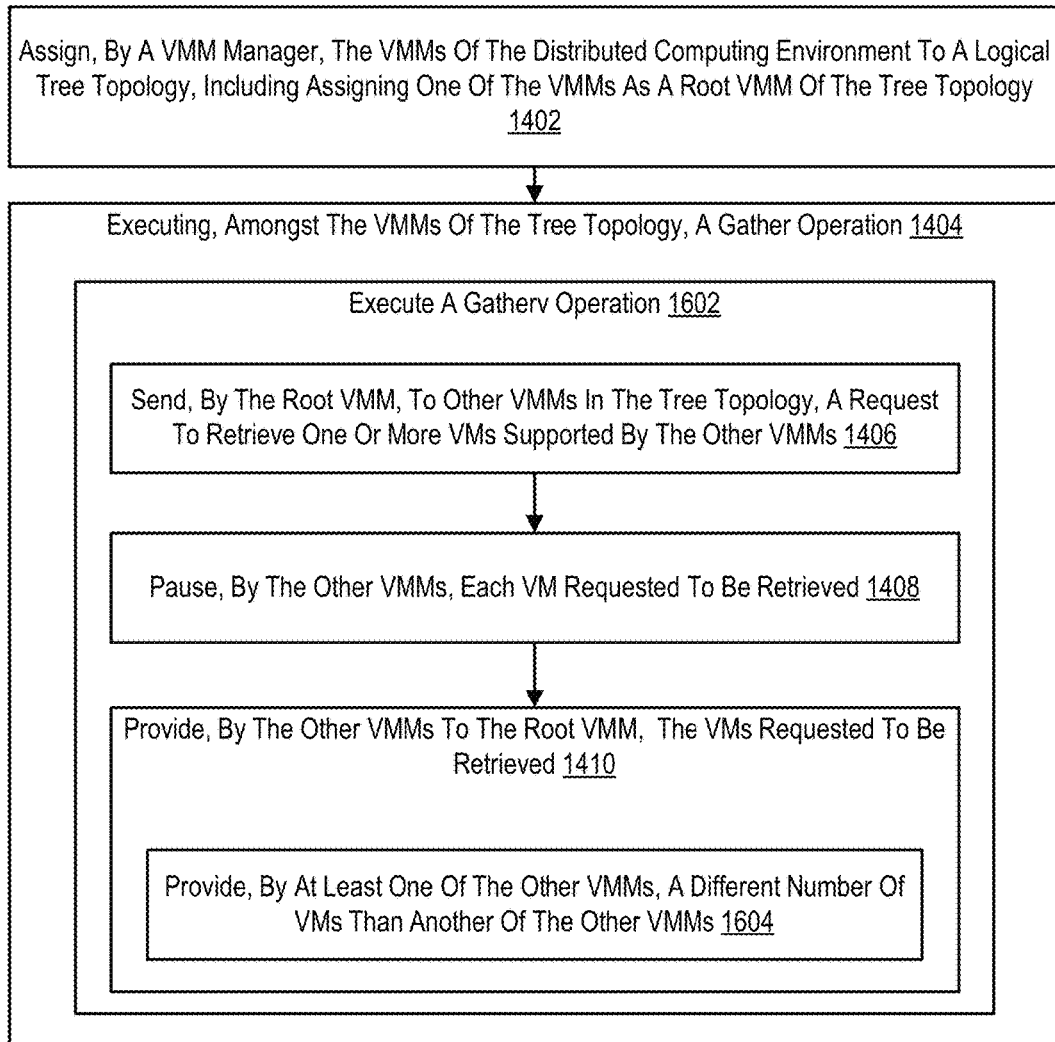 Assign, By A VMM Manager, The VMMs Of The Distributed Computing Environment To A Logical
Tree Topology, Including Assigning One Of The VMMs As A Root VMM Of The Tree Topology
1402
Executing, Amongst The VMMs Of The Tree Topology, A Gather Operation 1404
Execute A Gatherv Operation 1602
Send, By The Root VMM, To Other VMMs In The Tree Topology, A Request
To Retrieve One Or More VMs Supported By The Other VMMs 1406
Pause, By The Other VMMs, Each VM Requested To Be Retrieved 1408
Provide, By The Other VMMs To The Root VMM, The VMs Requested To Be
Retrieved 1410
Provide, By At Least One Of The Other VMMs, A Different Number Of
VMs Than Another Of The Other VMMs 1604